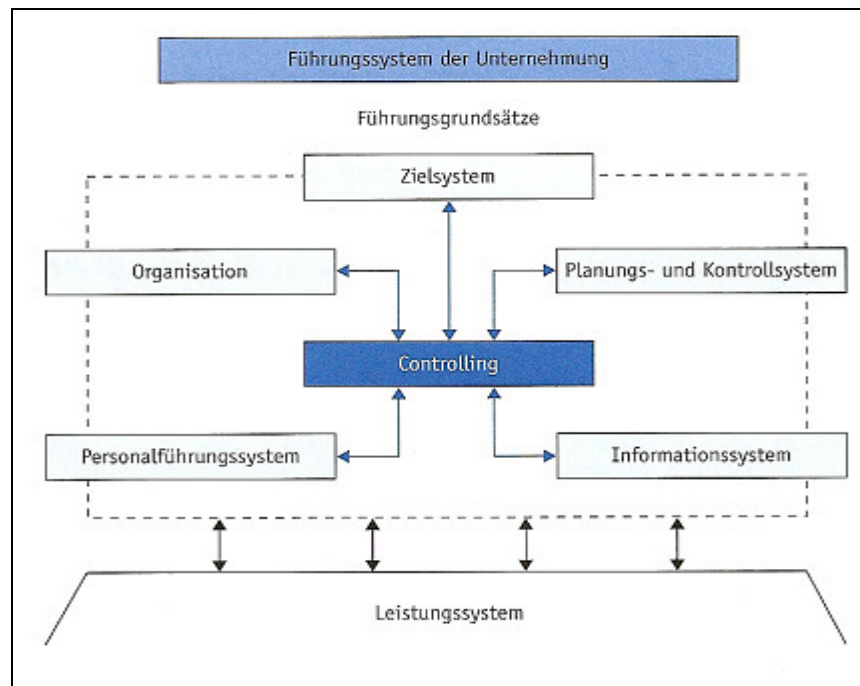 Führungssystem der Unternehmung
Führungsgrundsätze
Zielsystem
Organisation
Planungs- und Kontrollsystem
Controlling
Personalführungssystem
Informationssystem
Leistungssystem